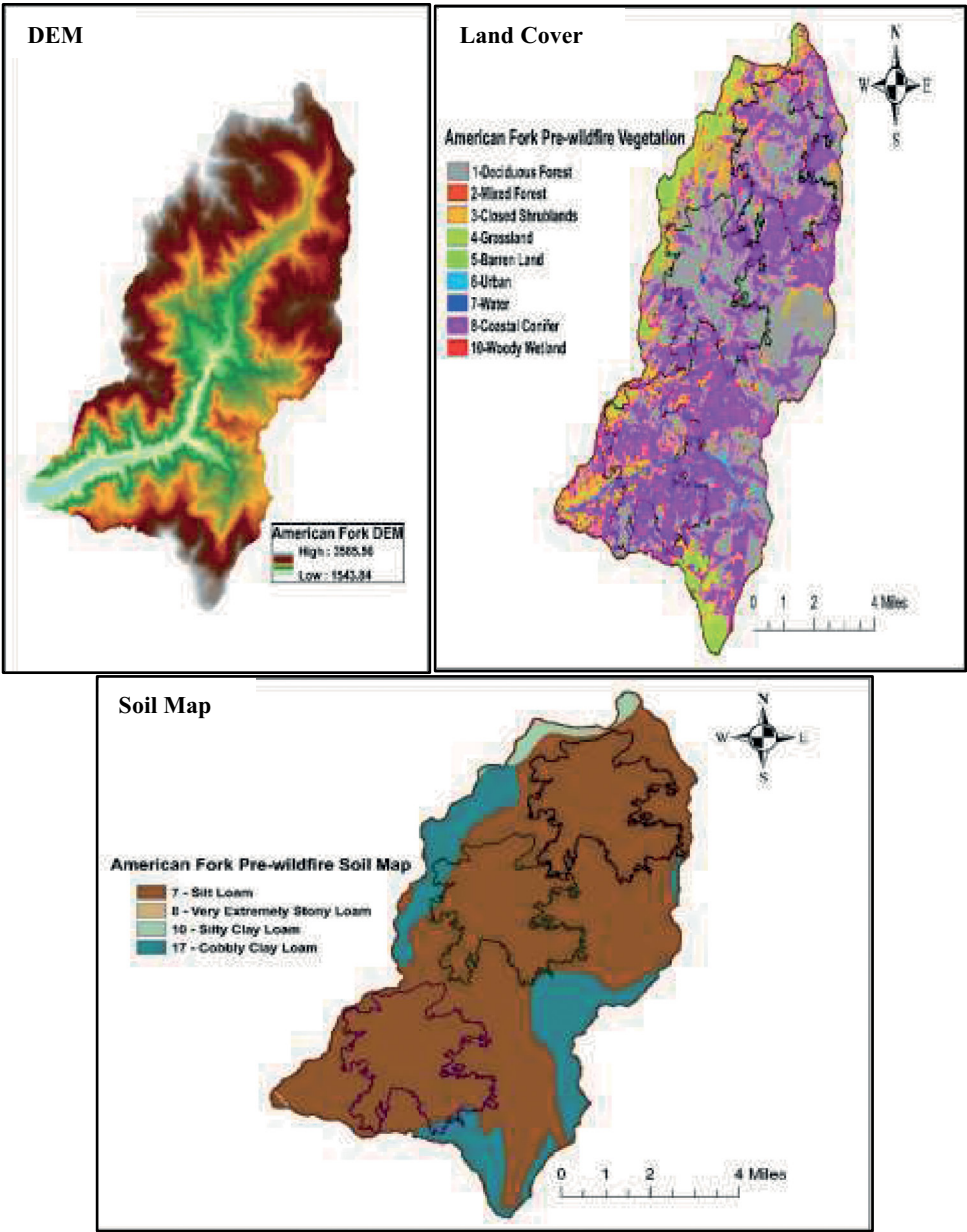 DEM
American Fork DEM
High : 3585.56
Low : 1543.84
Land Cover
N
W E
S
American Fork Pre-wildfire Vegetation
1-Deciduous Forest
2-Mixed Forest
3-Closed Shrublands
4-Grassland
5-Barren Land
6-Urban
7-Water
8-Coastal Conifer
10-Woody Wetland
0 1 2 4 Miles
Soil Map
N
W E
S
American Fork Pre-wildfire Soil Map
7 - Silt Loam
8 - Very Extremely Stony Loam
10 - Silty Clay Loam
17 - Cobbly Clay Loam
0 1 2 4 Miles